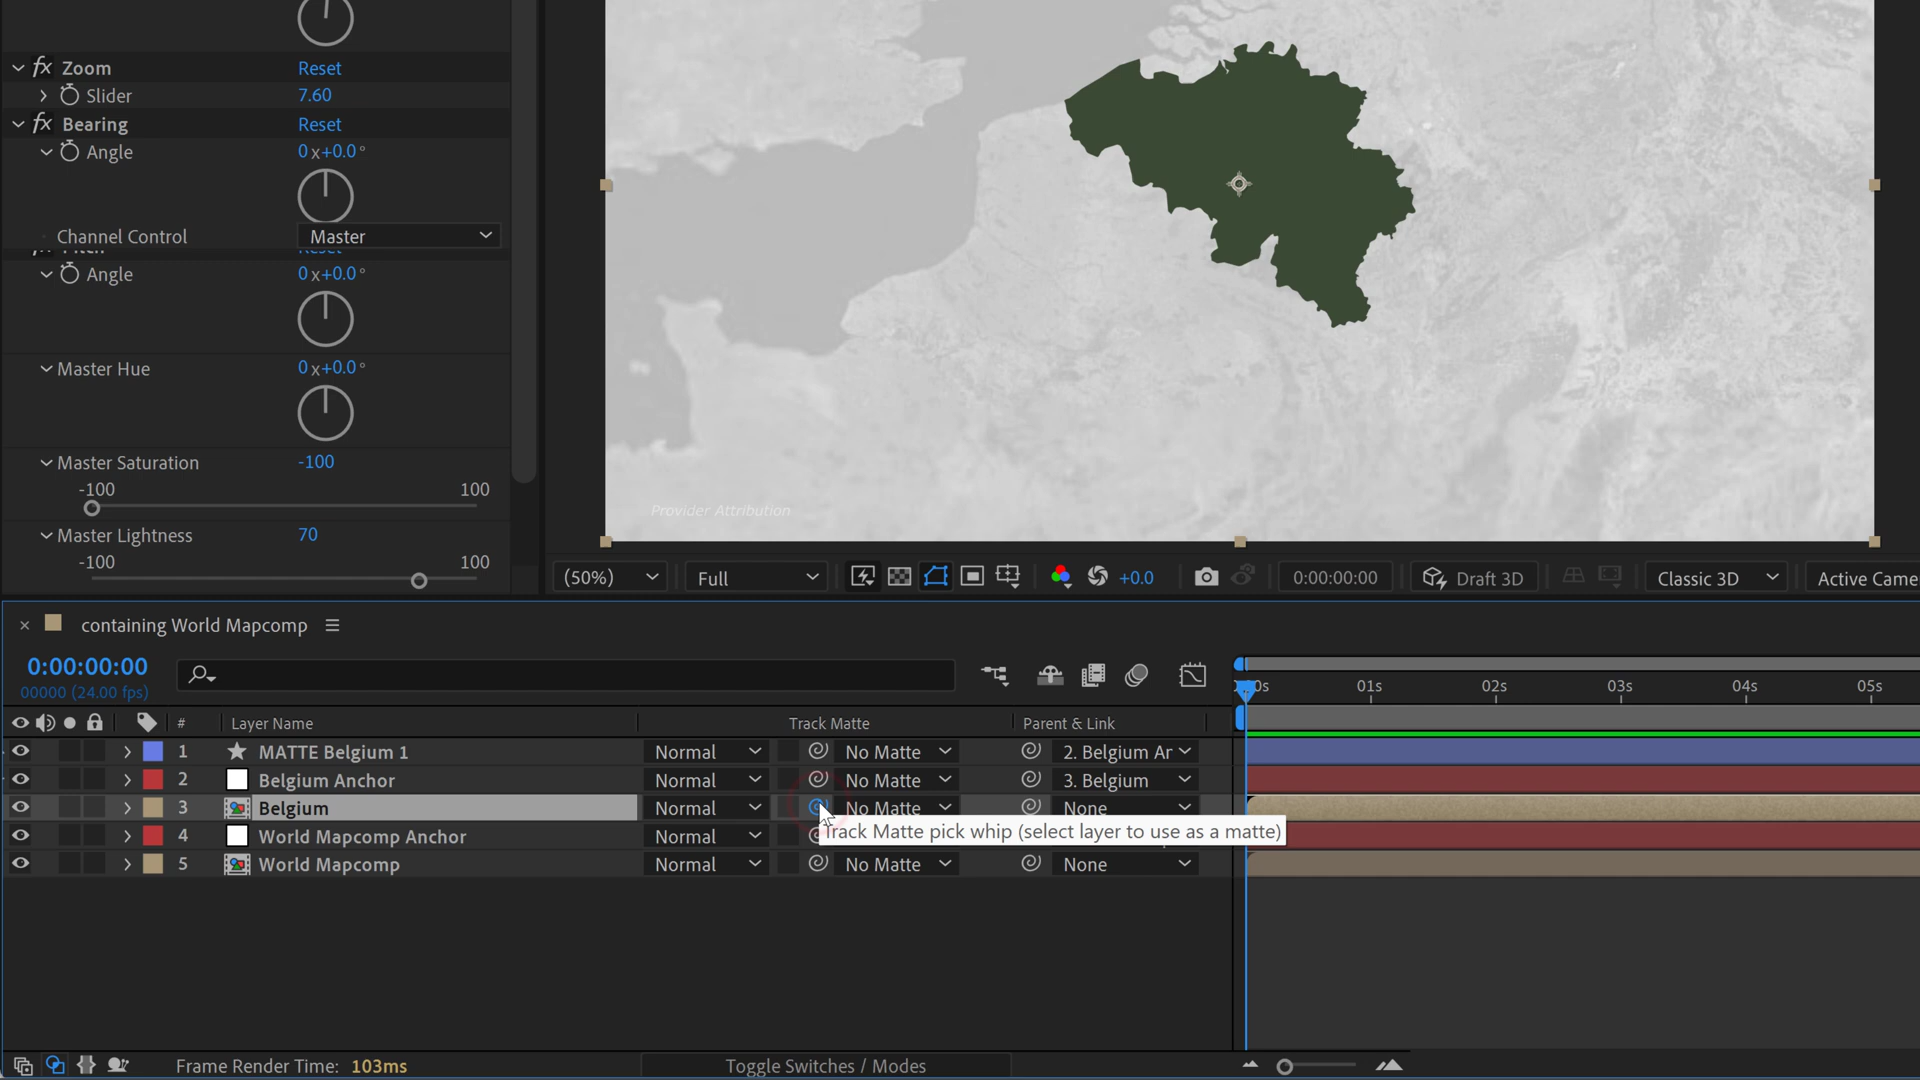 Zoom Reset
Slider 7.60
Bearing Reset
Angle 0 x+0.0 °
Channel Control Master
Angle 0 x+0.0 °
Master Hue 0 x+0.0 °
Master Saturation -100
-100 100
Master Lightness 70
-100 100
Provider Attribution
(50%) Full +0.0 0:00:00:00 Draft 3D Classic 3D Active Came
containing World Mapcomp
0:00:00:00
00000 (24.00 fps)
0s 01s 02s 03s 04s 05s
# Layer Name Track Matte Parent & Link
1 MATTE Belgium 1 Normal No Matte 2. Belgium Ar
2 Belgium Anchor Normal No Matte 3. Belgium
3 Belgium Normal No Matte None
4 World Mapcomp Anchor Normal
Track Matte pick whip (select layer to use as a matte)
5 World Mapcomp Normal No Matte None
Frame Render Time: 103ms Toggle Switches / Modes